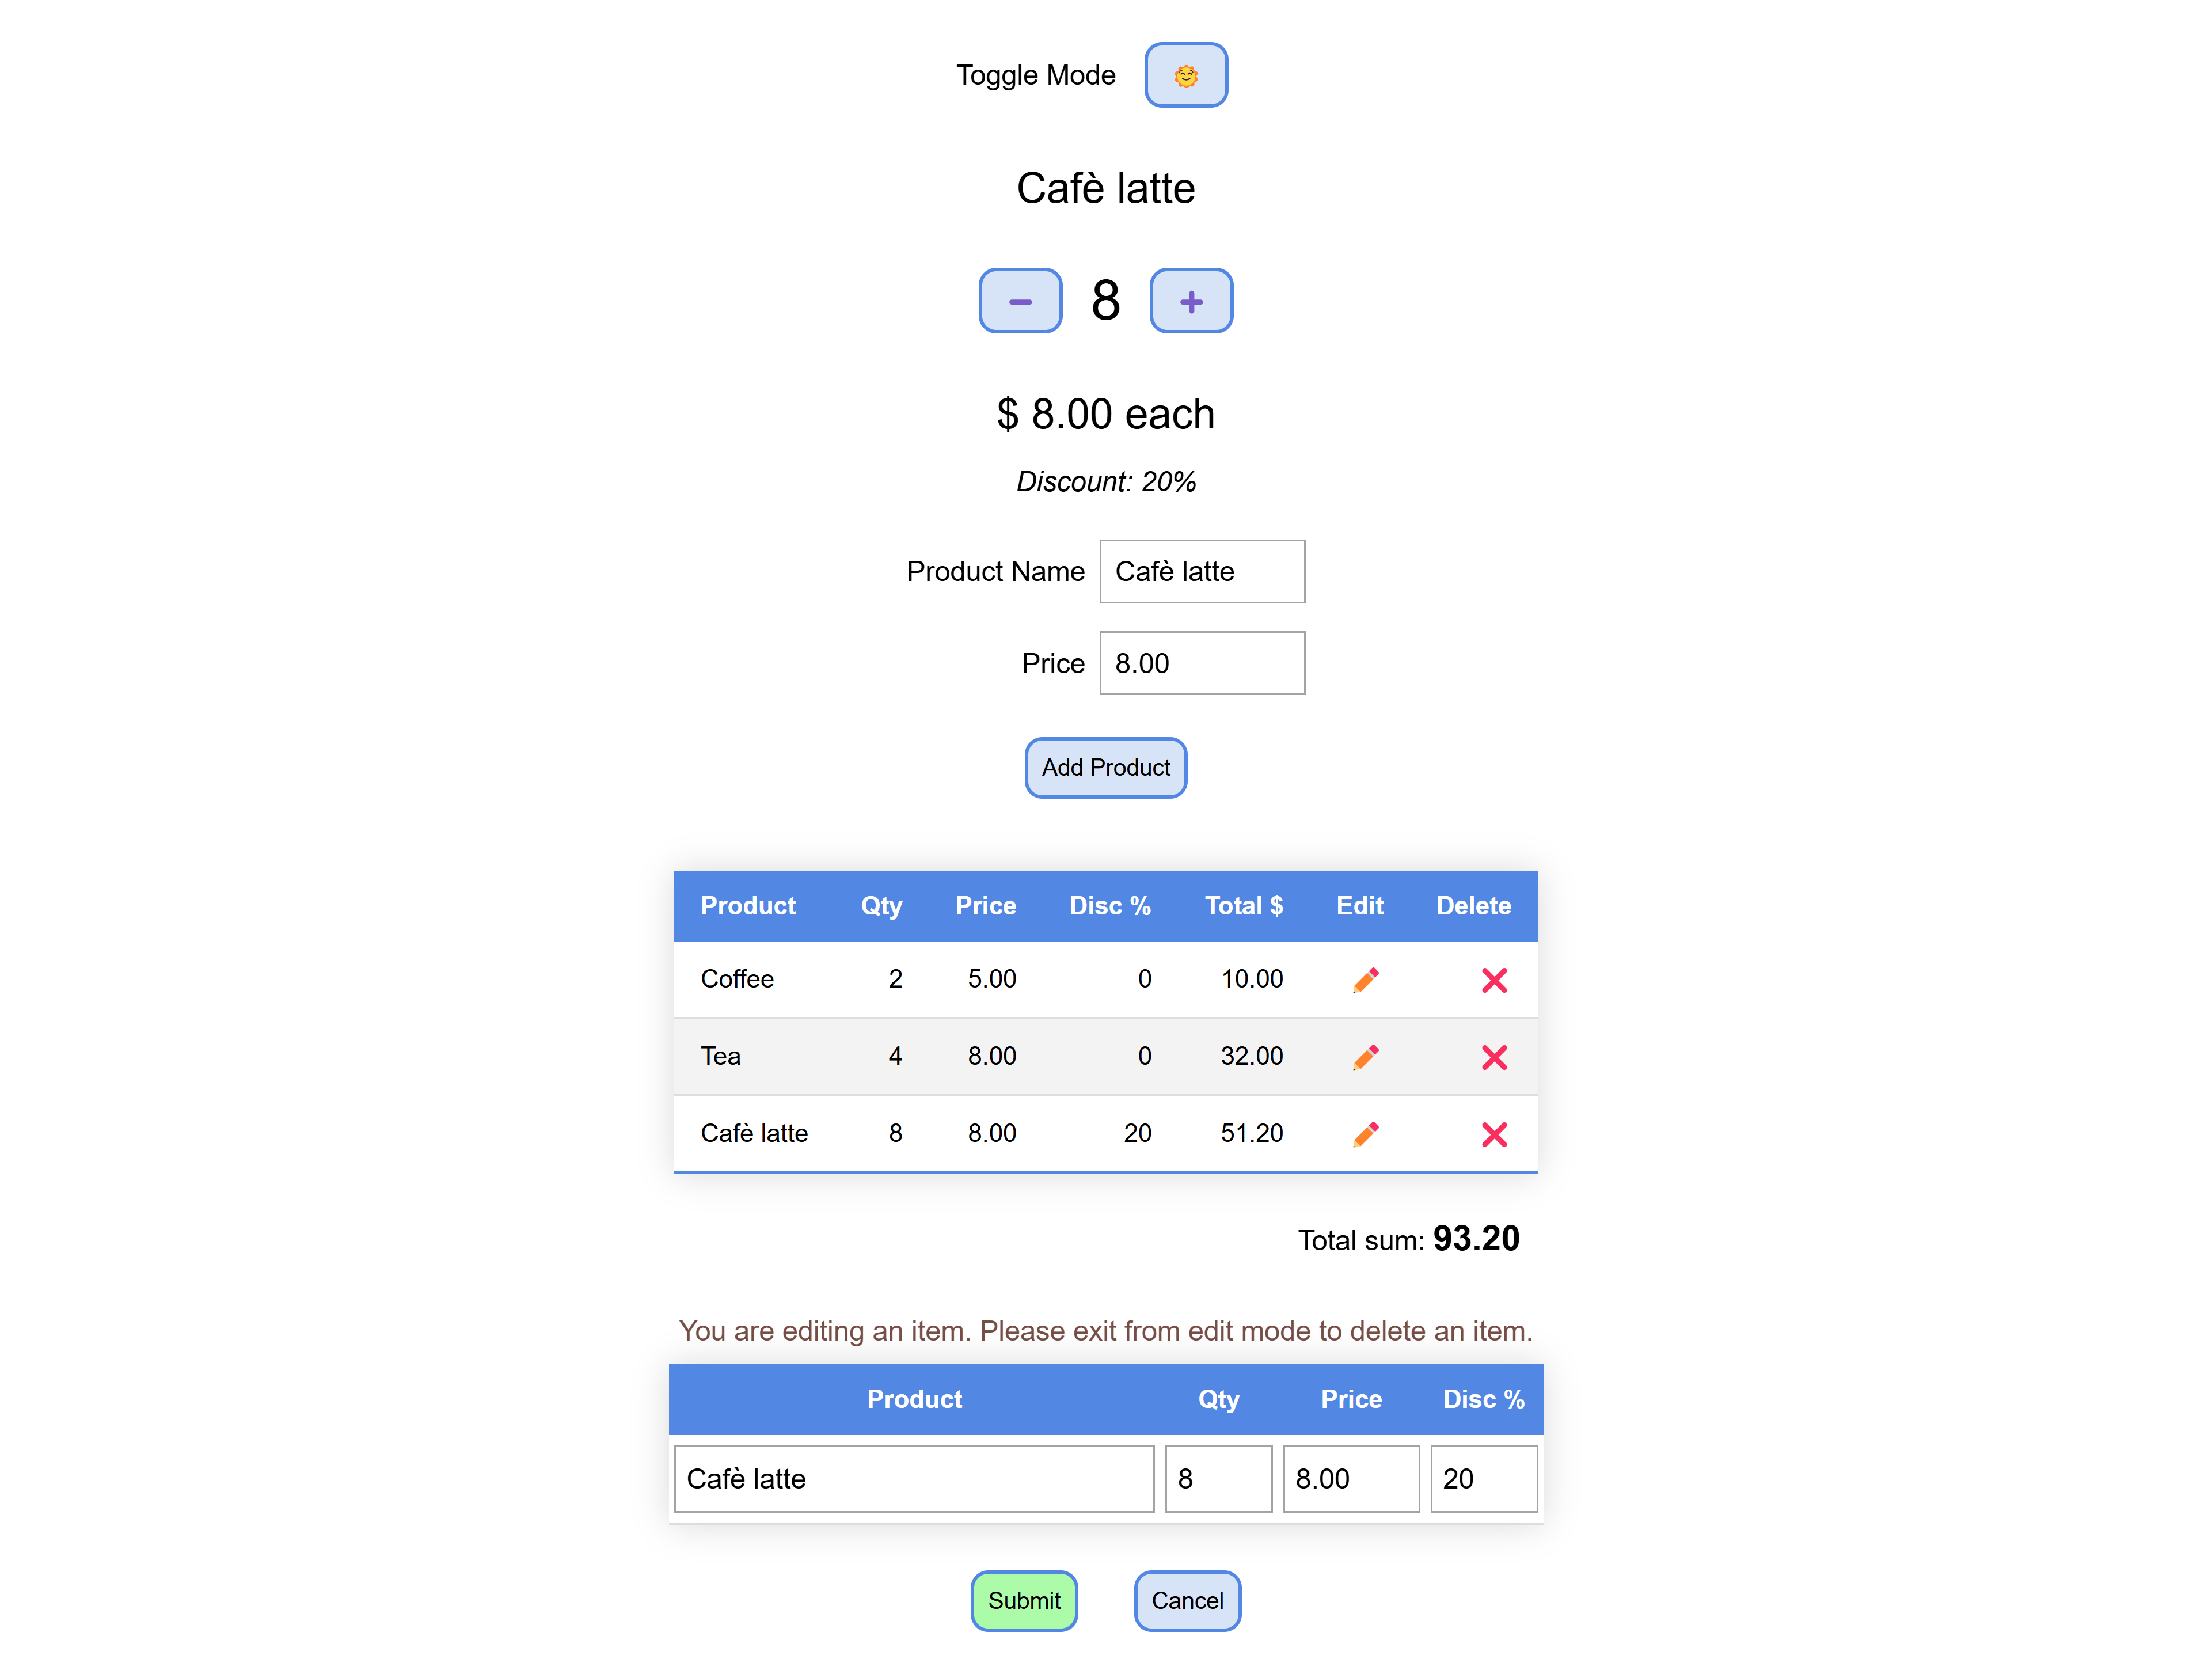 Toggle Mode
Cafè latte
8
$ 8.00 each
Discount: 20%
Product Name Cafè latte
Price 8.00
Add Product
Product Qty Price Disc % Total $ Edit Delete
Coffee 2 5.00 0 10.00
Tea 4 8.00 0 32.00
Cafè latte 8 8.00 20 51.20
Total sum: 93.20
You are editing an item. Please exit from edit mode to delete an item.
Product Qty Price Disc %
Cafè latte 8 8.00 20
Submit Cancel